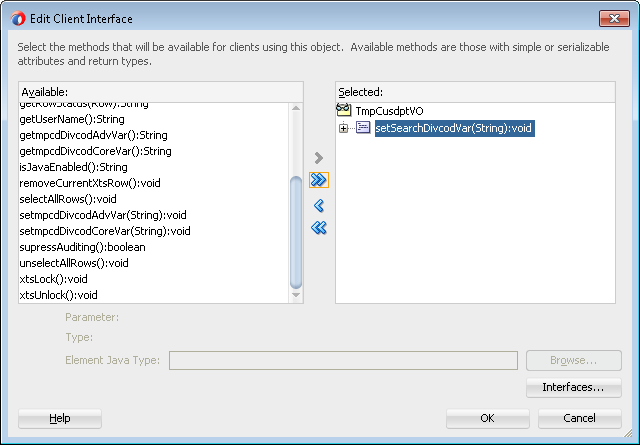 Edit Client Interface
Select the methods that will be available for clients using this object. Available methods are those with simple or serializable
attributes and return types.
Available:
getRowStatus(Row):String
getUserName():String
getmpcdDivcodAdvVar():String
getmpcdDivcodCoreVar():String
isJavaEnabled():String
removeCurrentXtsRow():void
selectAllRows():void
setmpcdDivcodAdvVar(String):void
setmpcdDivcodCoreVar(String):void
supressAuditing():boolean
unselectAllRows():void
xtsLock():void
xtsUnlock():void
Selected:
TmpCusdptVO
setSearchDivcodVar(String):void
Parameter:
Type:
Element Java Type:
Browse...
Interfaces...
Help
OK
Cancel